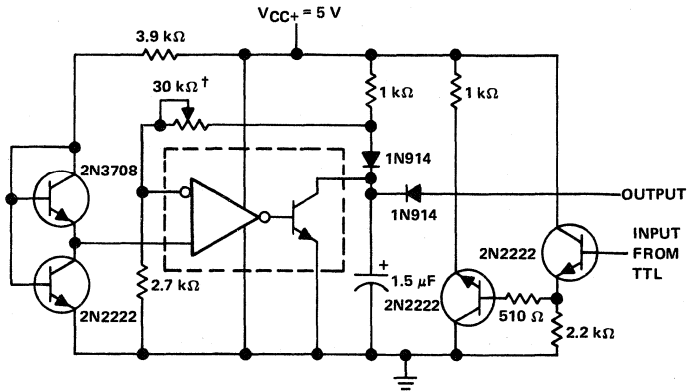 VCC+ = 5 V
3.9 kΩ
30 kΩ†
1 kΩ
1 kΩ
1N914
2N3708
1N914
OUTPUT
INPUT
FROM
TTL
2N2222
+
1.5 μF
2N2222
2.7 kΩ
510 Ω
2.2 kΩ
2N2222